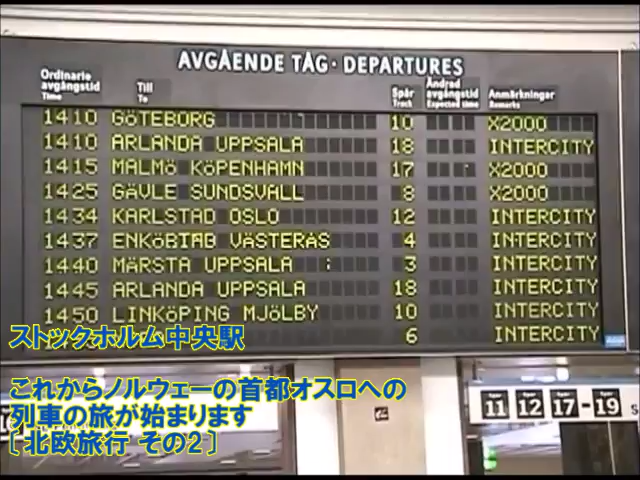 AVGÅENDE TÅG · DEPARTURES
Ordinarie avgångstid Time Till To Spår Track Ändrad avgångstid Expected time Anmärkningar Remarks
1410 GÖTEBORG 10 X2000
1410 ARLANDA UPPSALA 18 INTERCITY
1415 MALMÖ KÖPENHAMN 17 X2000
1425 GÄVLE SUNDSVALL 8 X2000
1434 KARLSTAD OSLO 12 INTERCITY
1437 VÄSTERÅS 4 INTERCITY
1440 MÄRSTA UPPSALA 3 INTERCITY
1445 ARLANDA UPPSALA 18 INTERCITY
1450 LINKÖPING MJÖLBY 10 INTERCITY
6 INTERCITY
ストックホルム中央駅
これからノルウェーの首都オスロへの
列車の旅が始まります
[北欧旅行 その2]
11 12 17-19